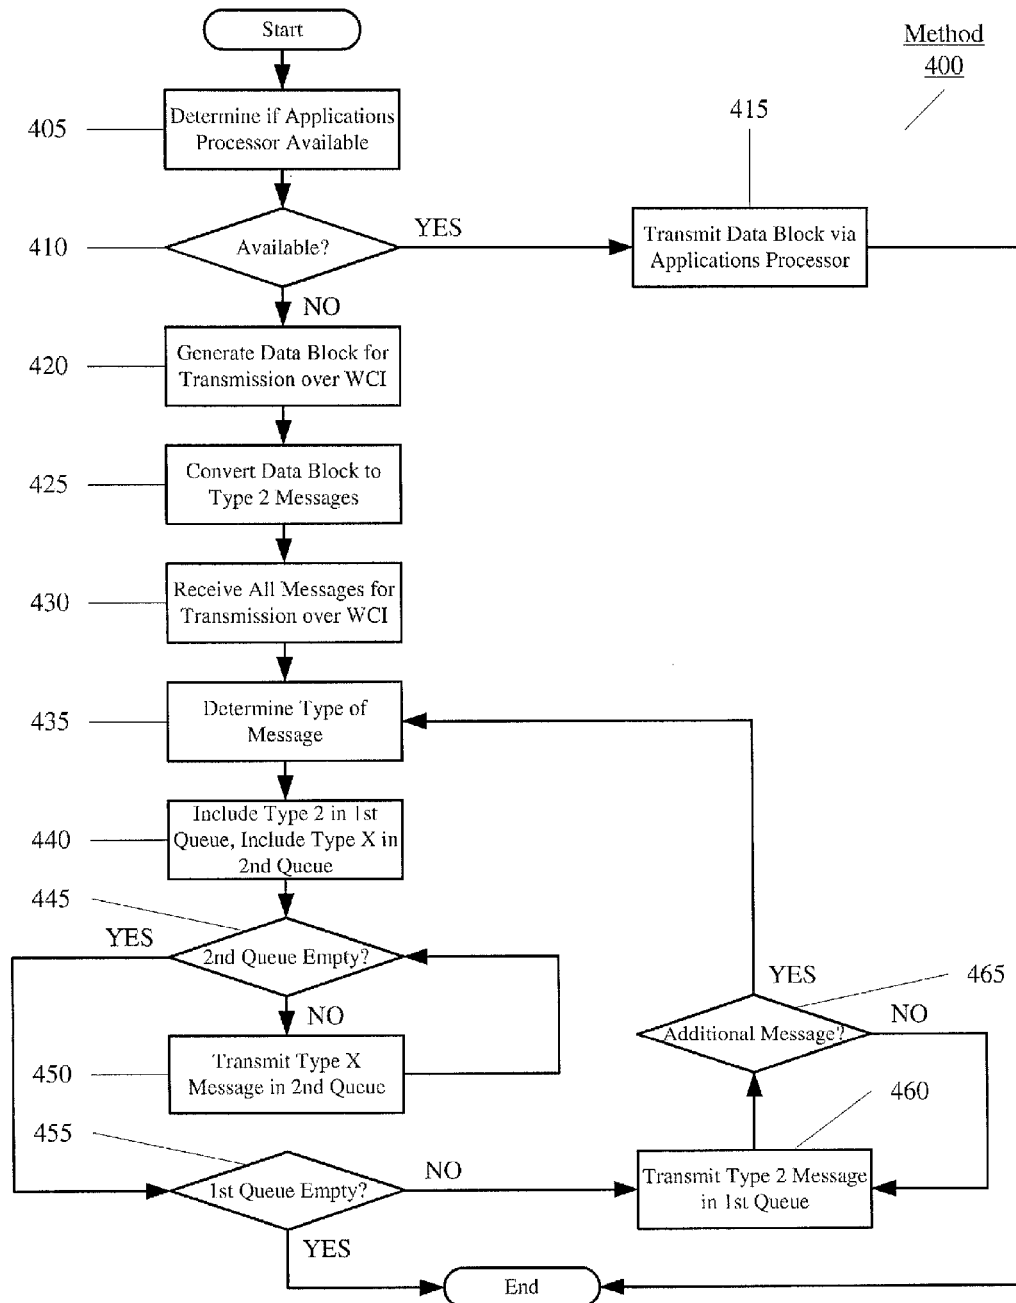 Start
Method
400
405
Determine if Applications
Processor Available
415
410
Available?
YES
Transmit Data Block via
Applications Processor
NO
420
Generate Data Block for
Transmission over WCI
425
Convert Data Block to
Type 2 Messages
430
Receive All Messages for
Transmission over WCI
435
Determine Type of
Message
440
Include Type 2 in 1st
Queue, Include Type X in
2nd Queue
445
YES
2nd Queue Empty?
NO
450
Transmit Type X
Message in 2nd Queue
YES
465
Additional Message?
NO
455
460
1st Queue Empty?
NO
Transmit Type 2 Message
in 1st Queue
YES
End